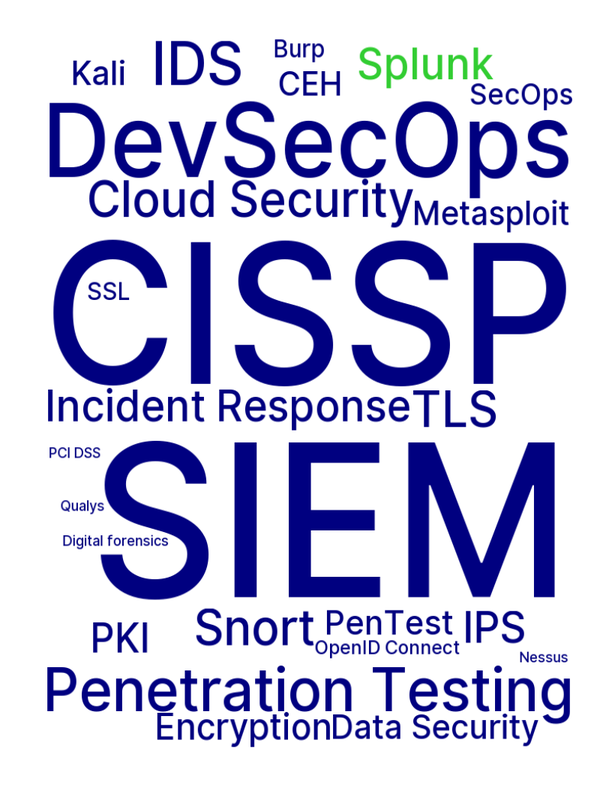 Burp
Kali
IDS
Splunk
CEH
SecOps
DevSecOps
Cloud Security
Metasploit
CISSP
SSL
Incident Response
TLS
PCI DSS
SIEM
Qualys
Digital forensics
PKI
Snort
PenTest
IPS
OpenID Connect
Nessus
Penetration Testing
Encryption
Data Security